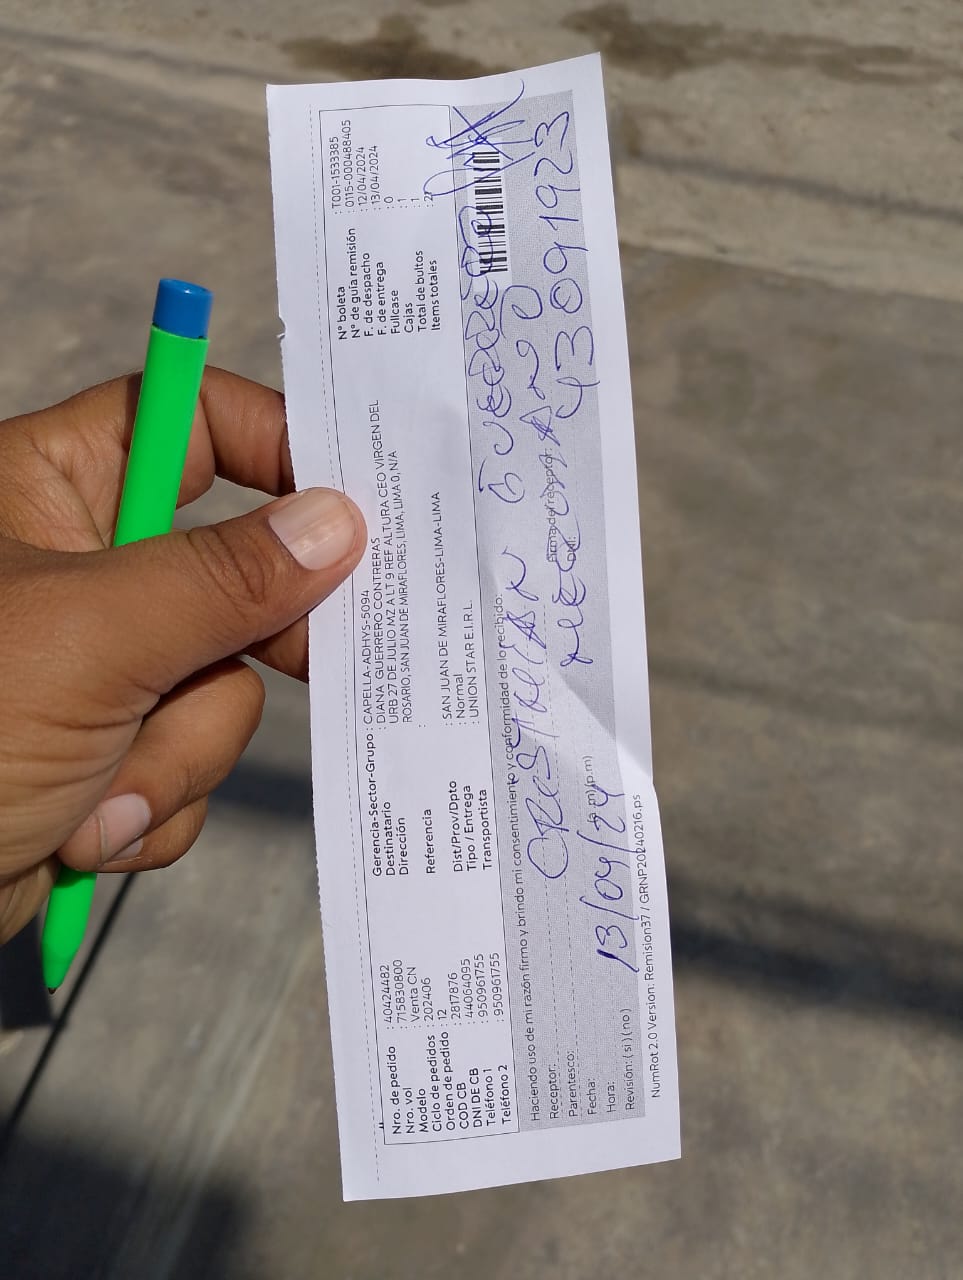 Nro. de pedido : 40424482
Nro. vol : 715830800
Modelo : Venta CN
Ciclo de pedidos : 202406
Orden de pedido : 12
COD CB : 2817876
DNI DE CB : 44064095
Teléfono 1 : 950961755
Teléfono 2 : 950961755
Gerencia-Sector-Grupo : CAPELLA-ADHYS-5094
Destinatario : DIANA GUERRERO CONTRERAS
Dirección : URB 27 DE JULIO MZ A LT 9 REF ALTURA CEO VIRGEN DEL
ROSARIO, SAN JUAN DE MIRAFLORES, LIMA, LIMA 0, N/A
Referencia :
Dist/Prov/Dpto : SAN JUAN DE MIRAFLORES-LIMA-LIMA
Tipo / Entrega : Normal
Transportista : UNION STAR E.I.R.L.
N° boleta : T001-1533385
N° de guía remisión : 0115-000488405
F. de despacho : 12/04/2024
F. de entrega : 13/04/2024
Fullcase : 0
Cajas : 1
Total de bultos : 1
Items totales : 2
Haciendo uso de mi razón firmo y brindo mi consentimiento y conformidad de lo recibido:
Receptor:
Parentesco:
Fecha: 13/04/24
Hora: (a.m)(p.m)
Revisión: ( si ) ( no )
Firma del receptor:
DNI: 43091923
NumRot 2.0 Version: Remision37 / GRNP20240216.ps